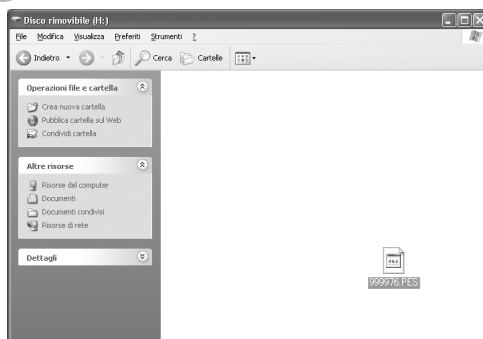 Disco rimovibile (H:)
File Modifica Visualizza Preferiti Strumenti ?
Indietro Cerca Cartelle
Operazioni file e cartella
Crea nuova cartella
Pubblica cartella sul Web
Condividi cartella
Altre risorse
Risorse del computer
Documenti
Documenti condivisi
Risorse di rete
Dettagli
999976.PES